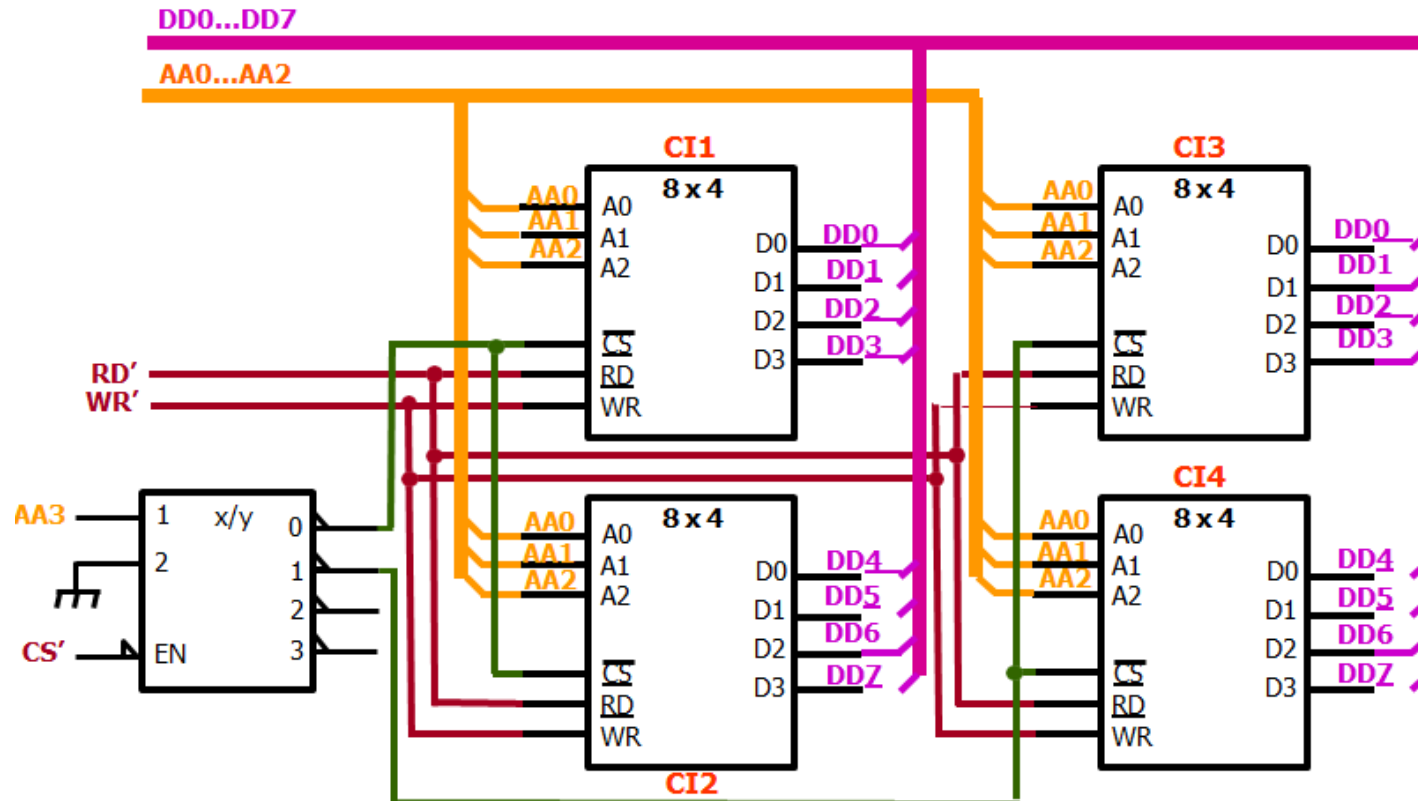 DD0...DD7
AA0...AA2
CI1
8 x 4
AA0
AA1
AA2
A0
A1
A2
CS
RD
WR
D0
D1
D2
D3
DD0
DD1
DD2
DD3
CI3
8 x 4
AA0
AA1
AA2
A0
A1
A2
CS
RD
WR
D0
D1
D2
D3
DD0
DD1
DD2
DD3
RD'
WR'
AA3
CS'
1
2
EN
x/y
0
1
2
3
8 x 4
AA0
AA1
AA2
A0
A1
A2
CS
RD
WR
D0
D1
D2
D3
DD4
DD5
DD6
DD7
CI2
CI4
8 x 4
AA0
AA1
AA2
A0
A1
A2
CS
RD
WR
D0
D1
D2
D3
DD4
DD5
DD6
DD7